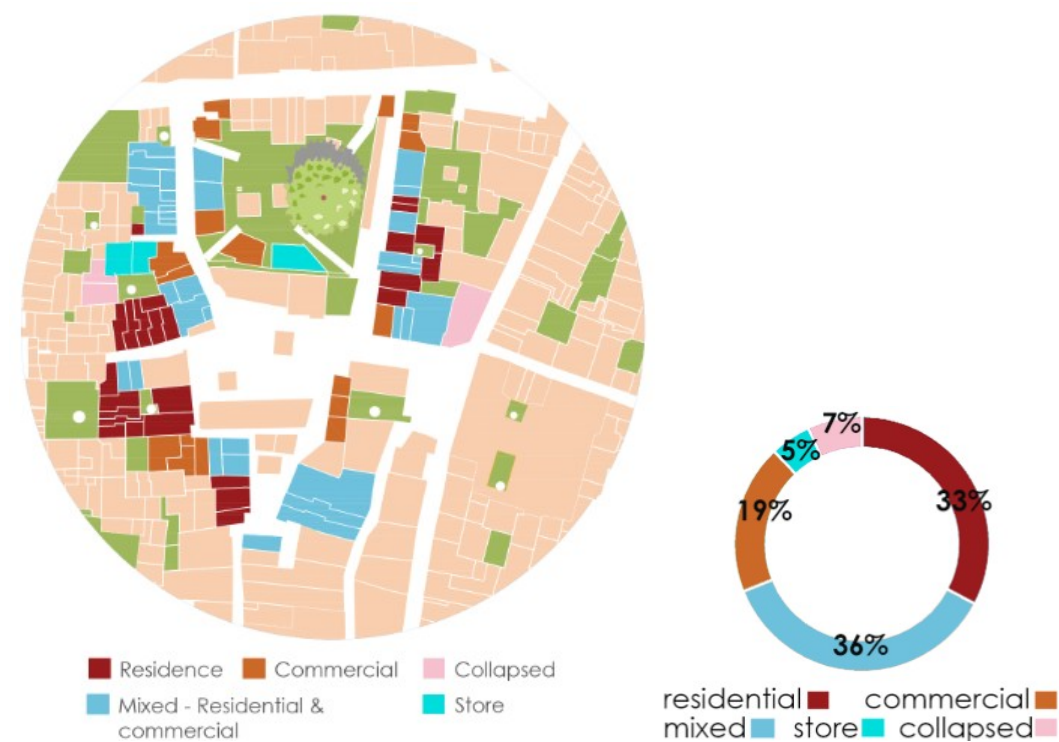 7%
5%
19%
33%
36%
Residence
Commercial
Collapsed
Mixed - Residential &
commercial
Store
residential
commercial
mixed
store
collapsed